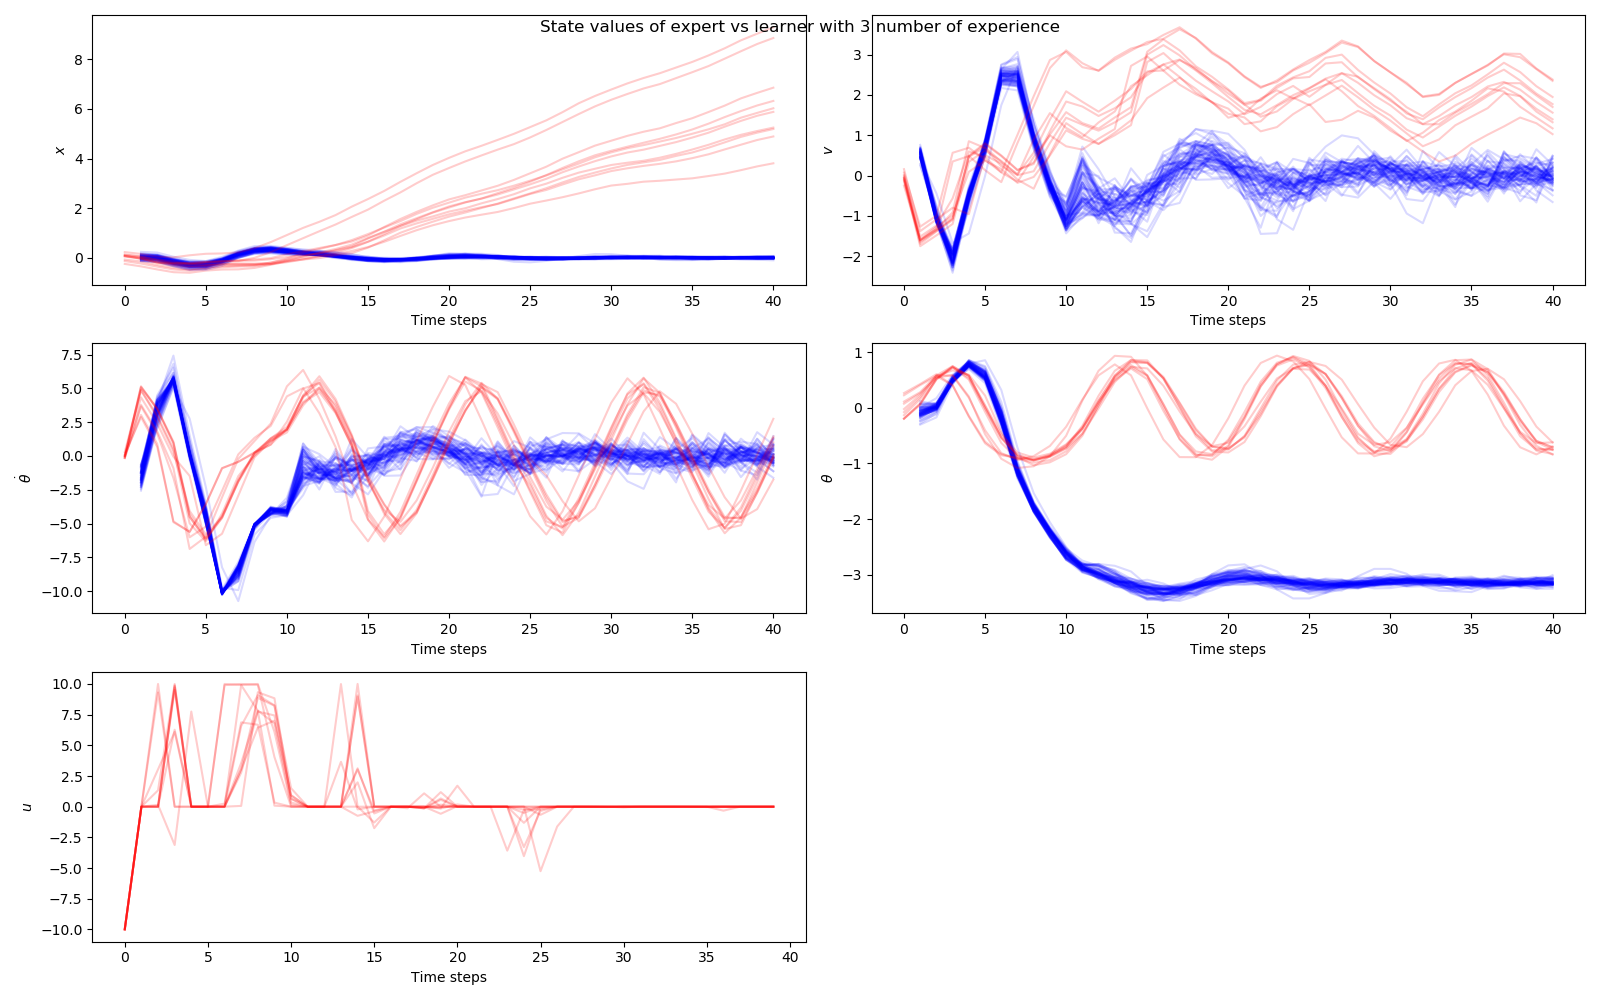 State values of expert vs learner with 3 number of experience
8
6
4
2
0
x
0 5 10 15 20 25 30 35 40
Time steps
3
2
1
0
−1
−2
v
0 5 10 15 20 25 30 35 40
Time steps
7.5
5.0
2.5
0.0
−2.5
−5.0
−7.5
−10.0
θ̇
0 5 10 15 20 25 30 35 40
Time steps
1
0
−1
−2
−3
θ
0 5 10 15 20 25 30 35 40
Time steps
10.0
7.5
5.0
2.5
0.0
−2.5
−5.0
−7.5
−10.0
u
0 5 10 15 20 25 30 35 40
Time steps